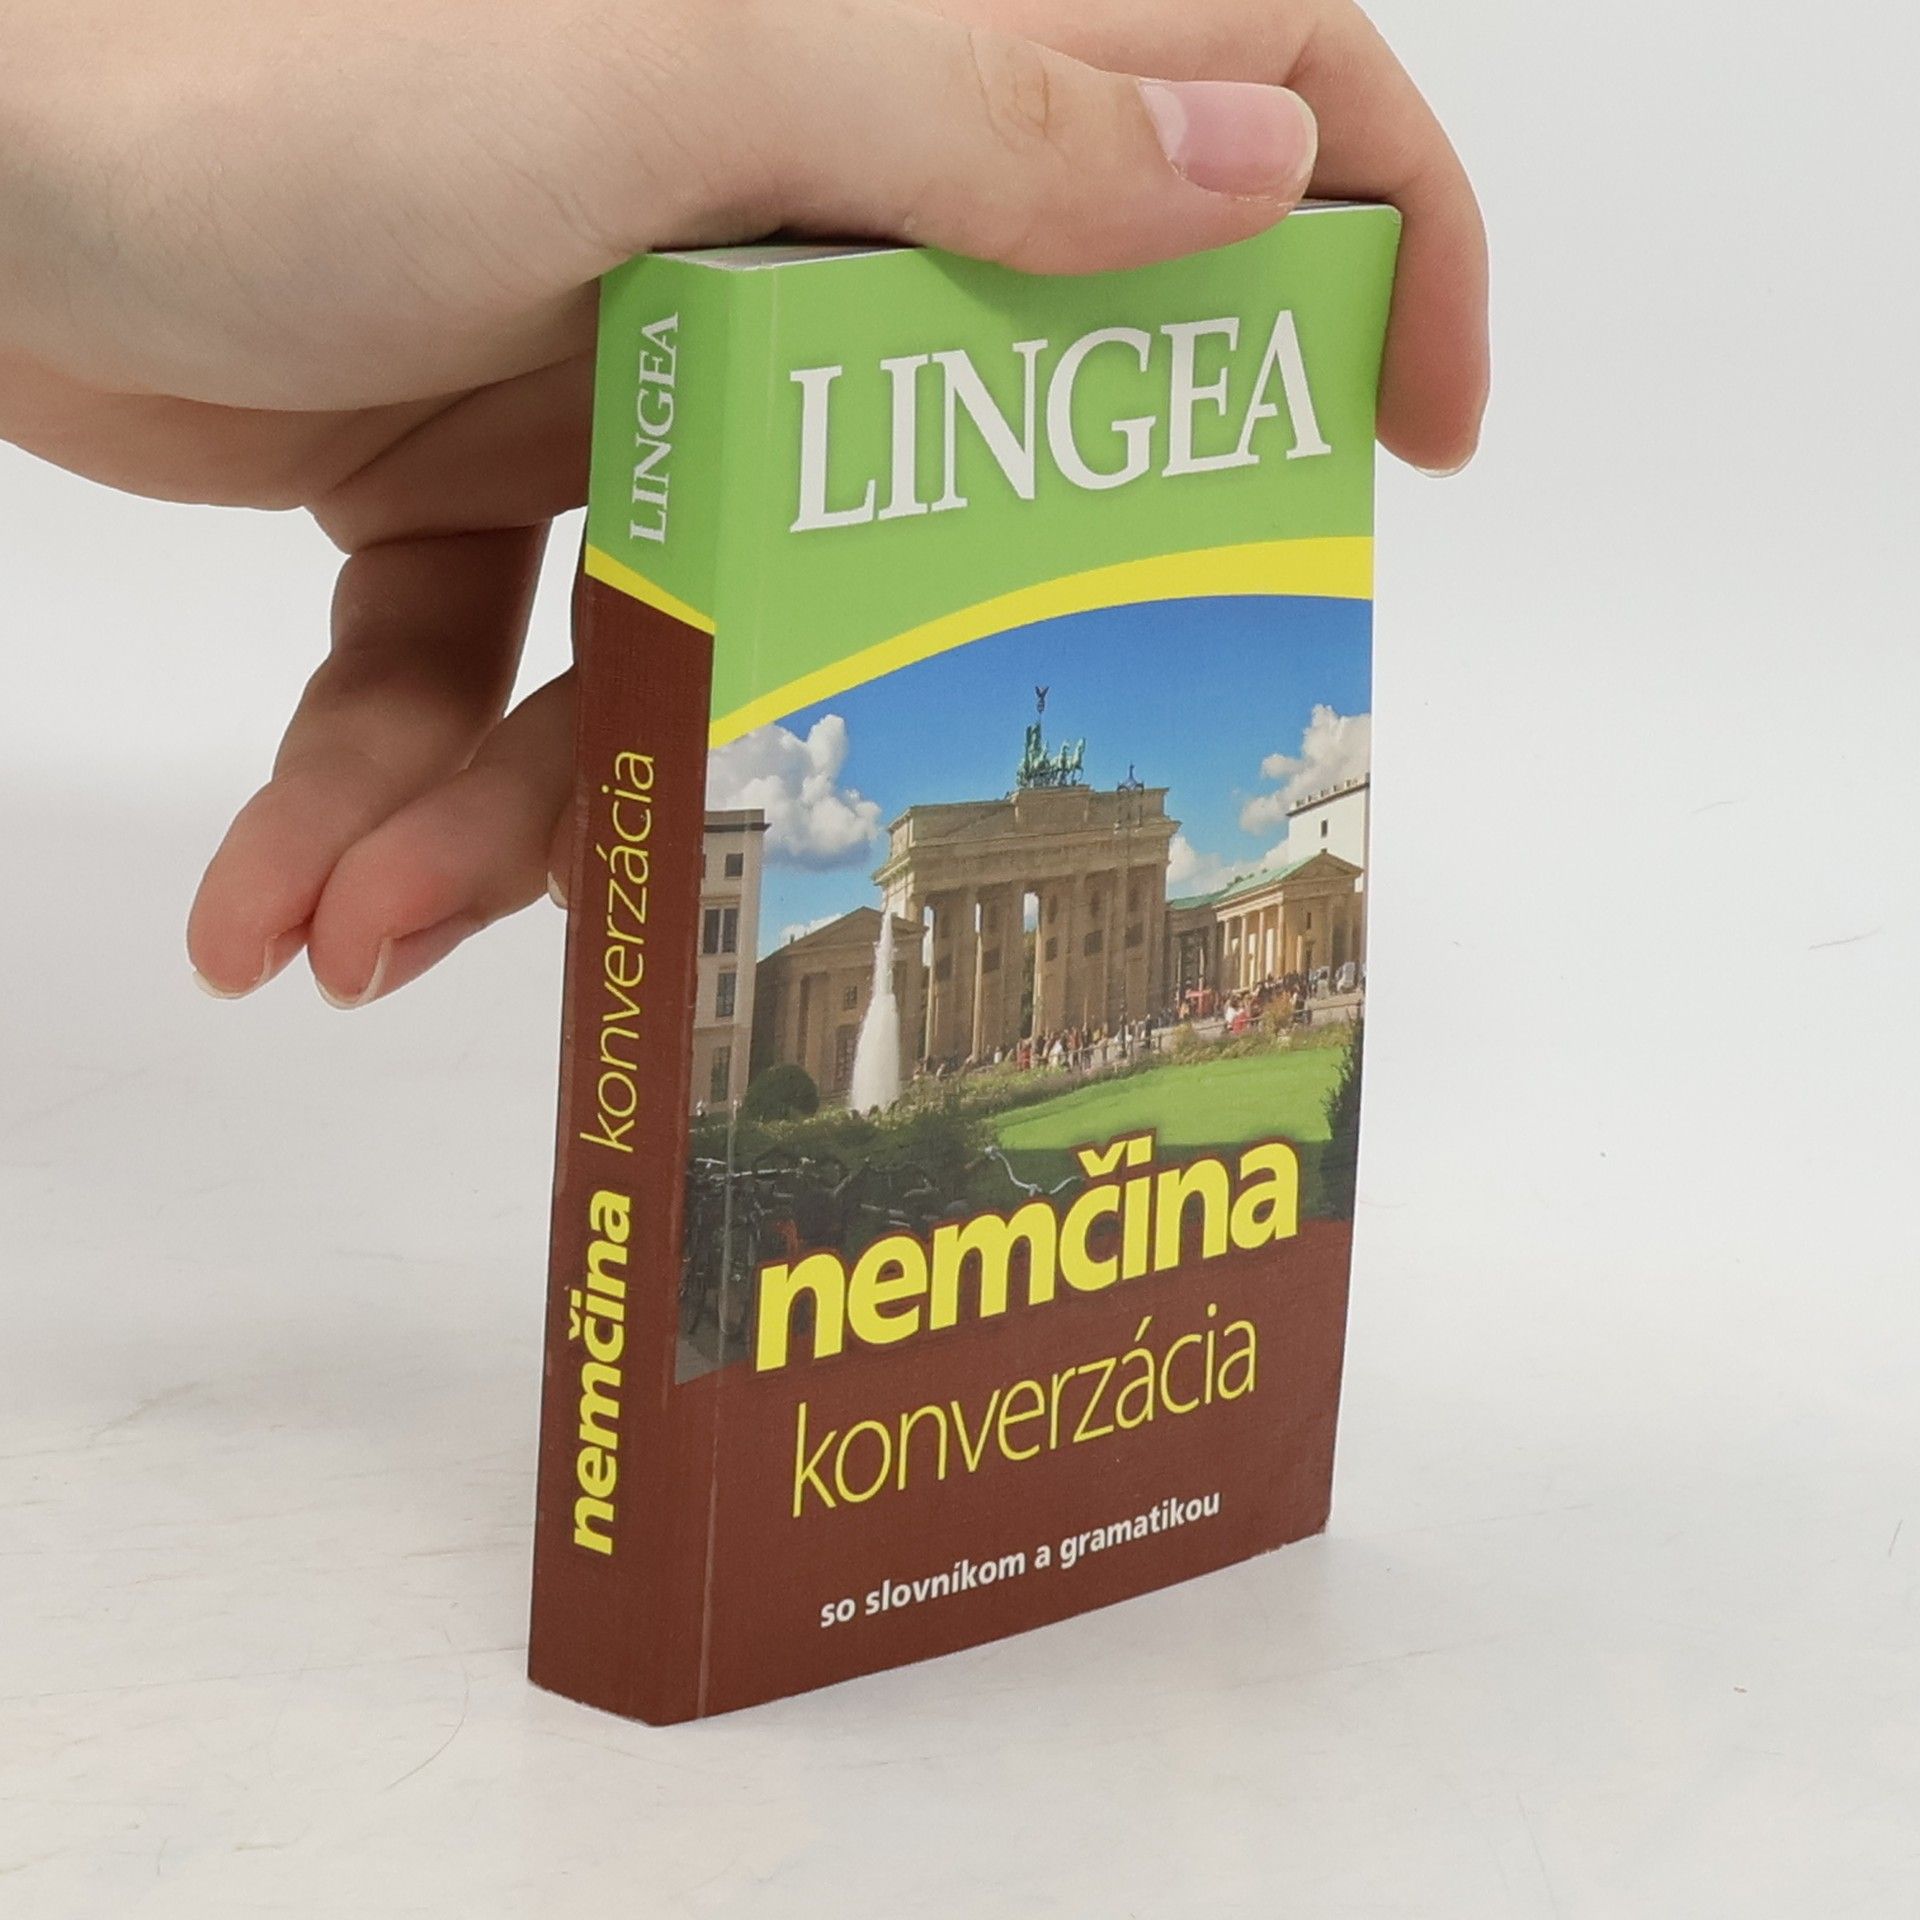 LINGEA
nemčina konverzácia
LINGEA
nemčina
konverzácia
so slovníkom a gramatikou